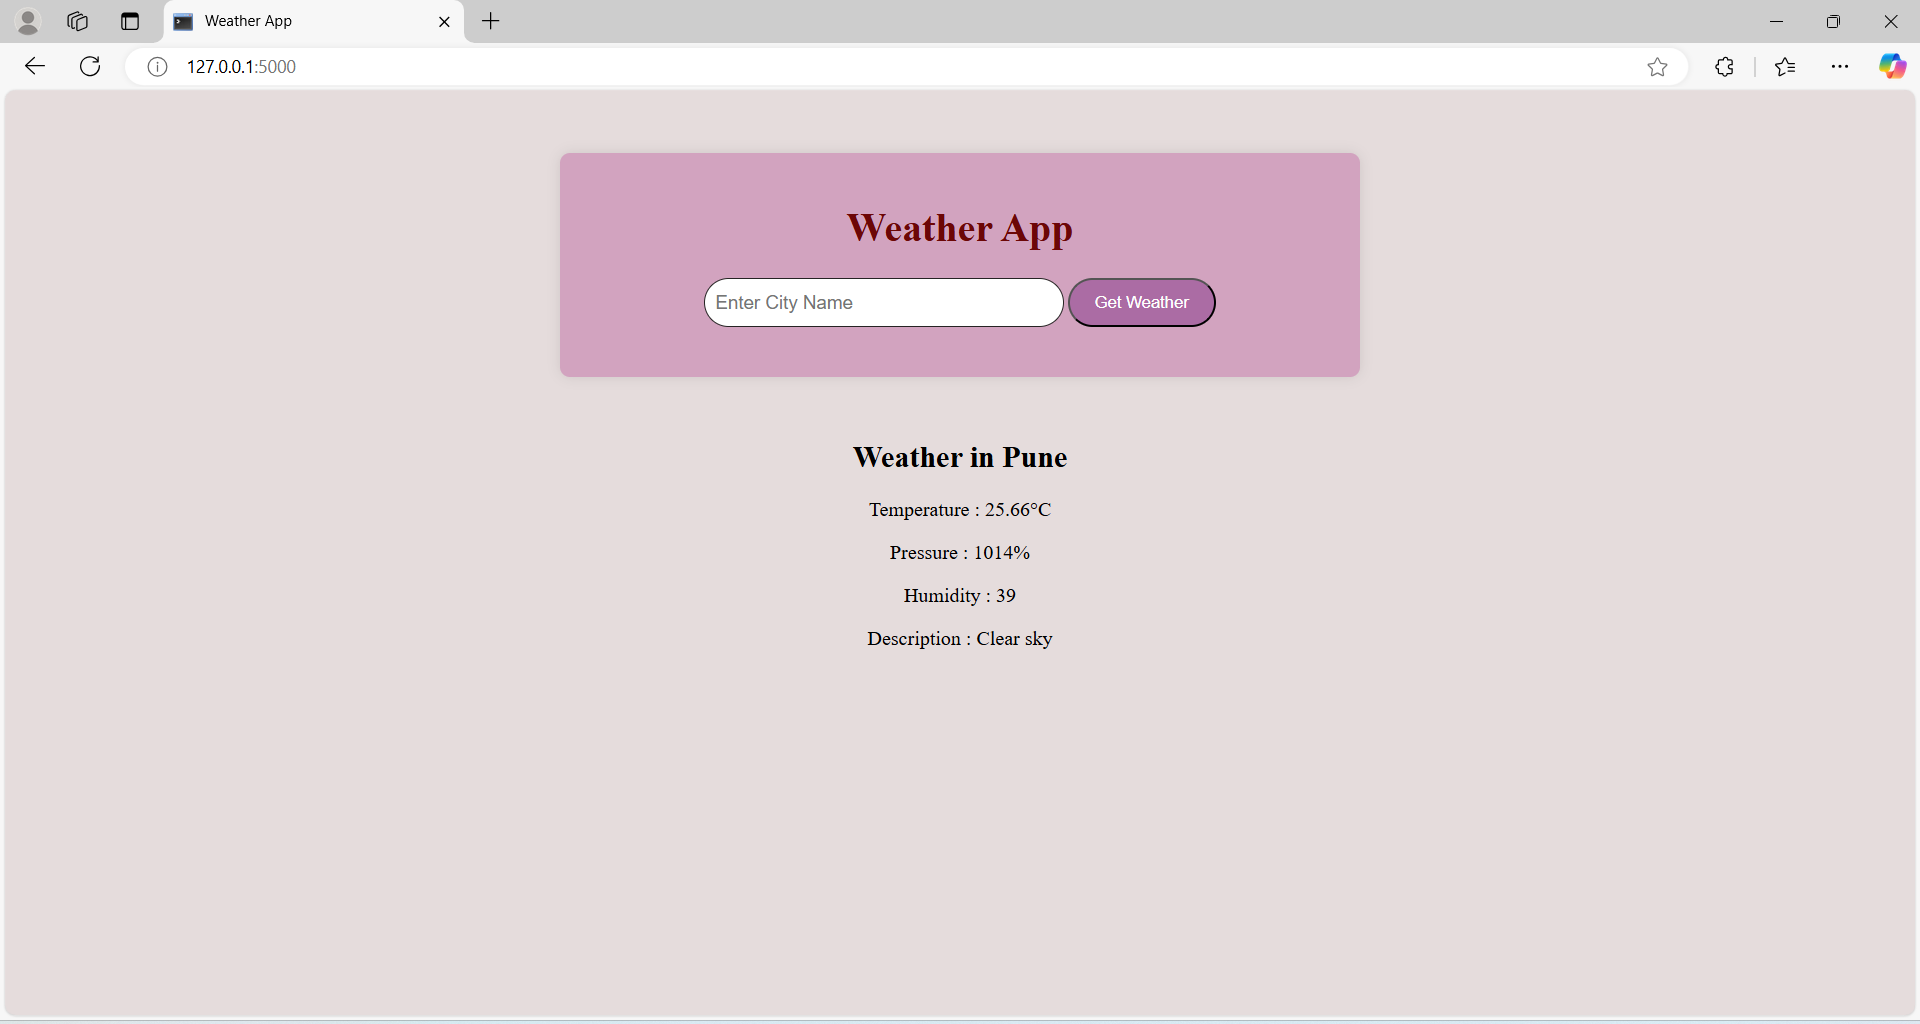 Weather App
127.0.0.1:5000
Weather App
Enter City Name Get Weather
Weather in Pune
Temperature : 25.66°C
Pressure : 1014%
Humidity : 39
Description : Clear sky